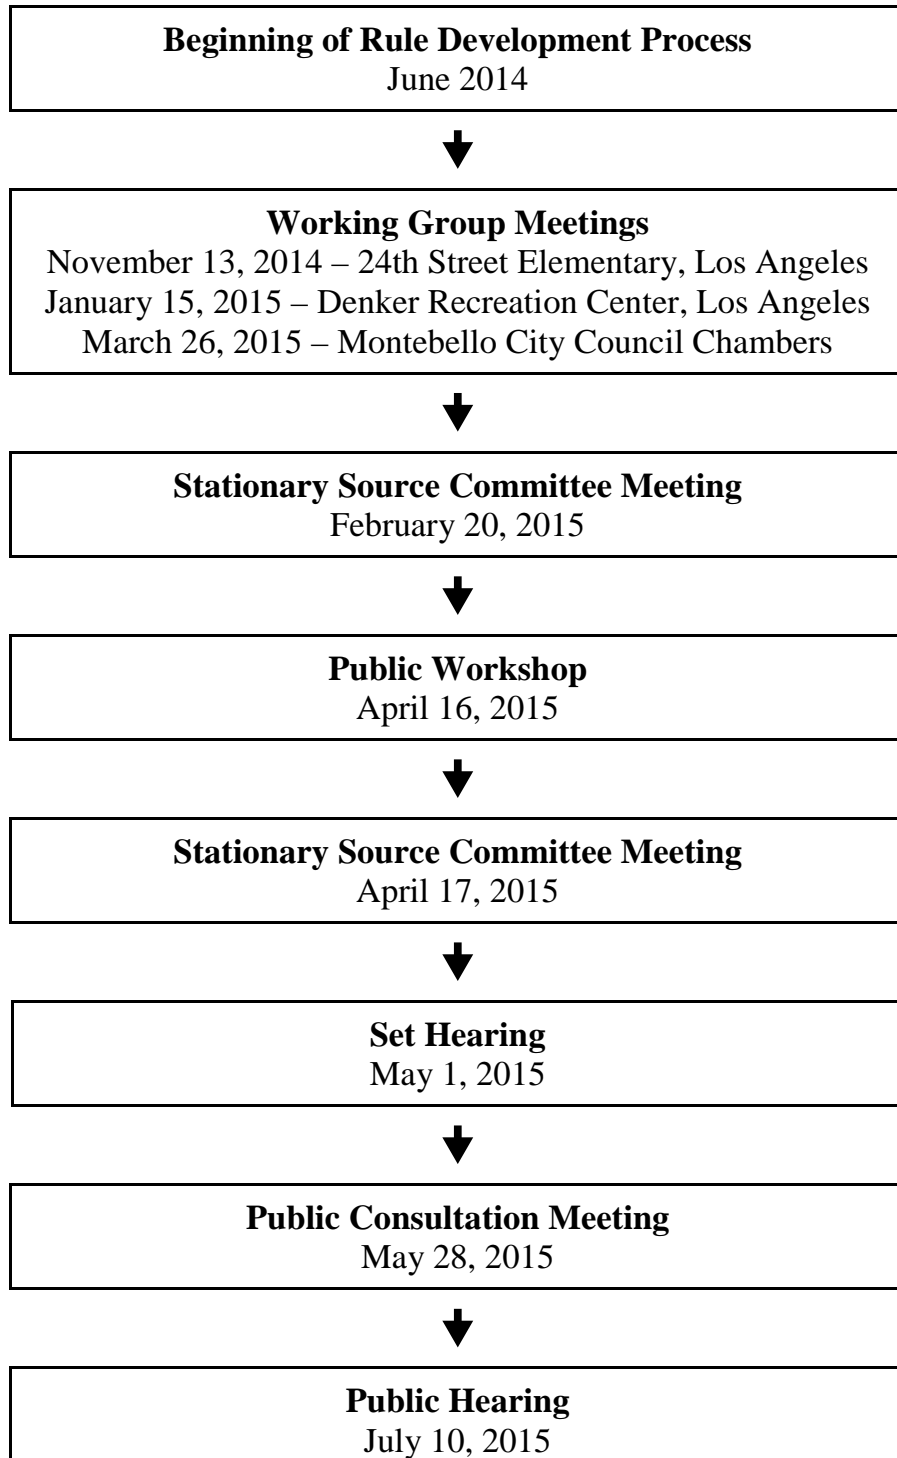 Beginning of Rule Development Process
June 2014
Working Group Meetings
November 13, 2014 – 24th Street Elementary, Los Angeles
January 15, 2015 – Denker Recreation Center, Los Angeles
March 26, 2015 – Montebello City Council Chambers
Stationary Source Committee Meeting
February 20, 2015
Public Workshop
April 16, 2015
Stationary Source Committee Meeting
April 17, 2015
Set Hearing
May 1, 2015
Public Consultation Meeting
May 28, 2015
Public Hearing
July 10, 2015